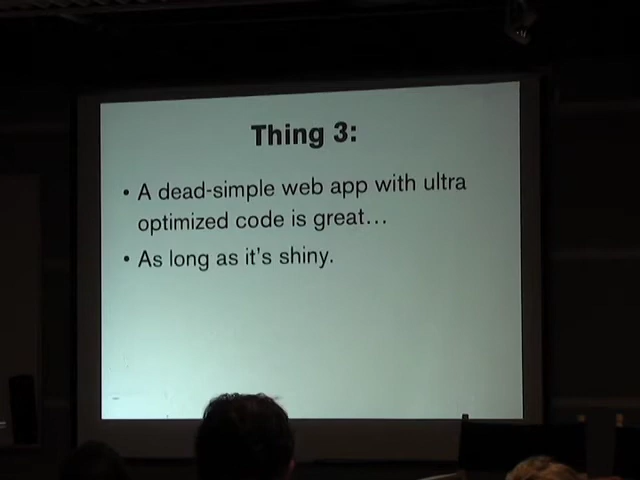 Thing 3:
• A dead-simple web app with ultra
optimized code is great...
• As long as it's shiny.